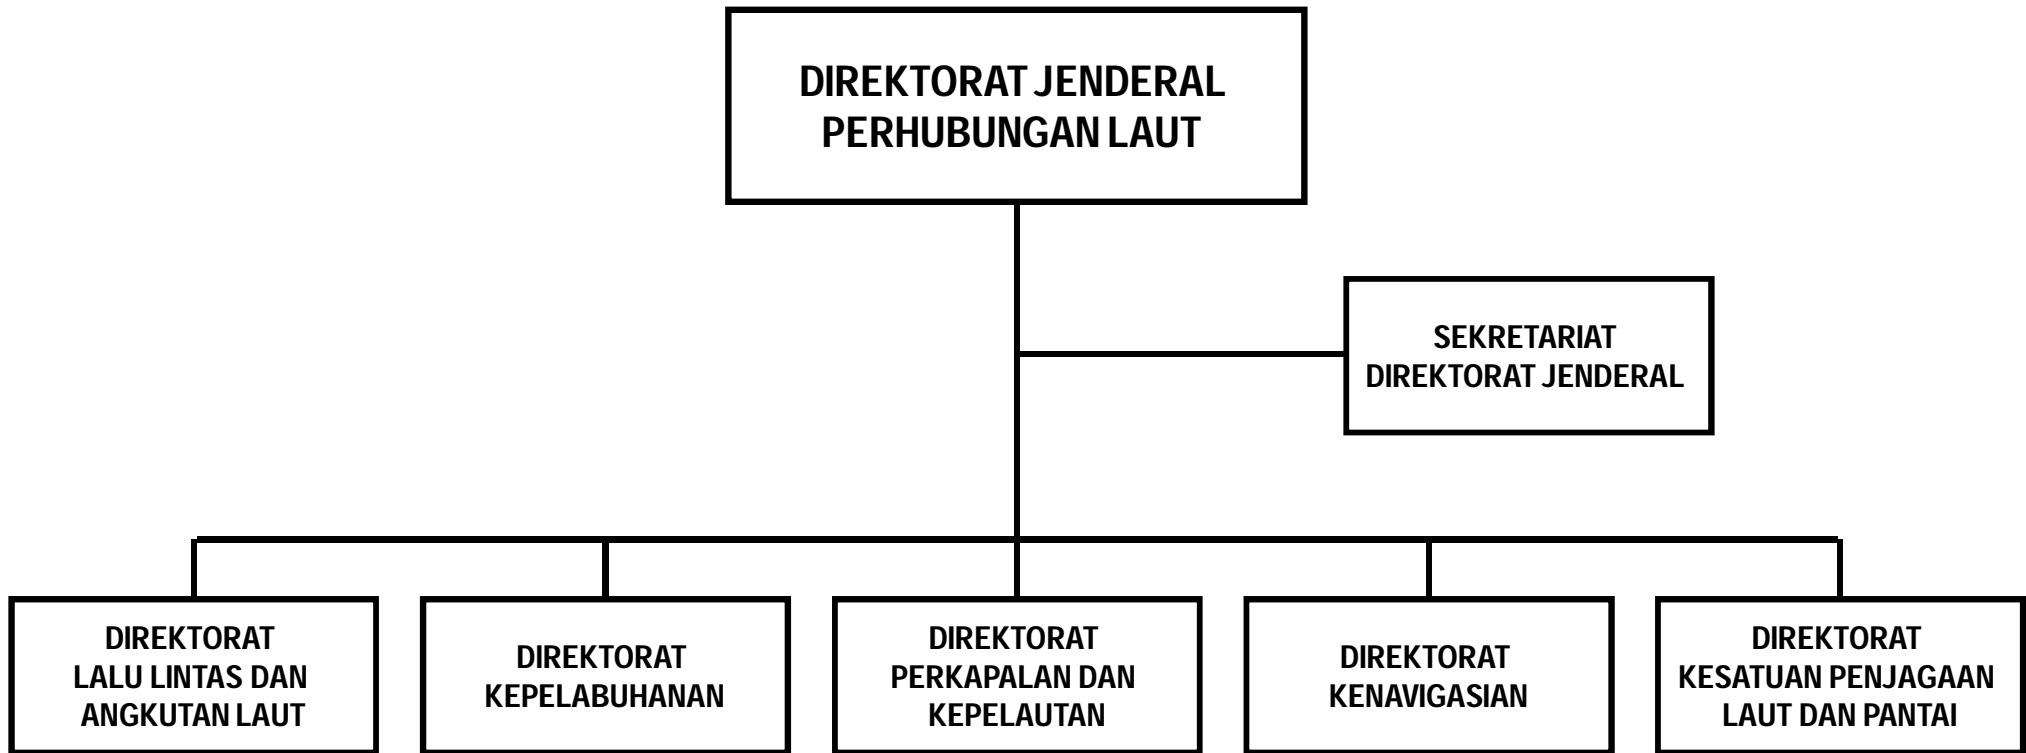 DIREKTORAT JENDERAL
PERHUBUNGAN LAUT
SEKRETARIAT
DIREKTORAT JENDERAL
DIREKTORAT
LALU LINTAS DAN
ANGKUTAN LAUT
DIREKTORAT
KEPELABUHANAN
DIREKTORAT
PERKAPALAN DAN
KEPELAUTAN
DIREKTORAT
KENAVIGASIAN
DIREKTORAT
KESATUAN PENJAGAAN
LAUT DAN PANTAI